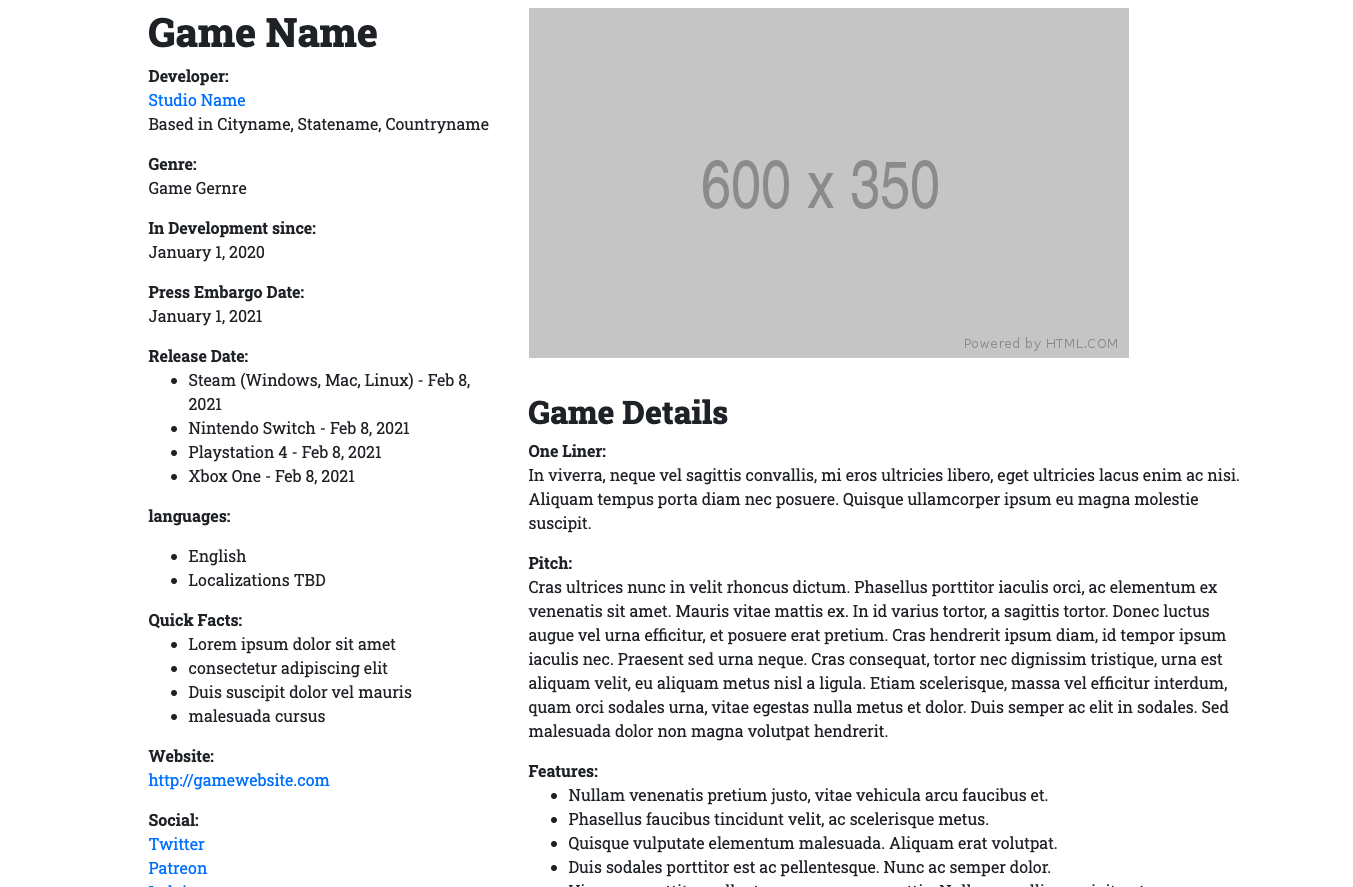 Game Name
Developer:
Studio Name
Based in Cityname, Statename, Countryname
Genre:
Game Gernre
In Development since:
January 1, 2020
Press Embargo Date:
January 1, 2021
Release Date:
Steam (Windows, Mac, Linux) - Feb 8,
2021
Nintendo Switch - Feb 8, 2021
Playstation 4 - Feb 8, 2021
Xbox One - Feb 8, 2021
languages:
English
Localizations TBD
Quick Facts:
Lorem ipsum dolor sit amet
consectetur adipiscing elit
Duis suscipit dolor vel mauris
malesuada cursus
Website:
http://gamewebsite.com
Social:
Twitter
Patreon
600 x 350
Powered by HTML.COM
Game Details
One Liner:
In viverra, neque vel sagittis convallis, mi eros ultricies libero, eget ultricies lacus enim ac nisi.
Aliquam tempus porta diam nec posuere. Quisque ullamcorper ipsum eu magna molestie
suscipit.
Pitch:
Cras ultrices nunc in velit rhoncus dictum. Phasellus porttitor iaculis orci, ac elementum ex
venenatis sit amet. Mauris vitae mattis ex. In id varius tortor, a sagittis tortor. Donec luctus
augue vel urna efficitur, et posuere erat pretium. Cras hendrerit ipsum diam, id tempor ipsum
iaculis nec. Praesent sed urna neque. Cras consequat, tortor nec dignissim tristique, urna est
aliquam velit, eu aliquam metus nisl a ligula. Etiam scelerisque, massa vel efficitur interdum,
quam orci sodales urna, vitae egestas nulla metus et dolor. Duis semper ac elit in sodales. Sed
malesuada dolor non magna volutpat hendrerit.
Features:
Nullam venenatis pretium justo, vitae vehicula arcu faucibus et.
Phasellus faucibus tincidunt velit, ac scelerisque metus.
Quisque vulputate elementum malesuada. Aliquam erat volutpat.
Duis sodales porttitor est ac pellentesque. Nunc ac semper dolor.